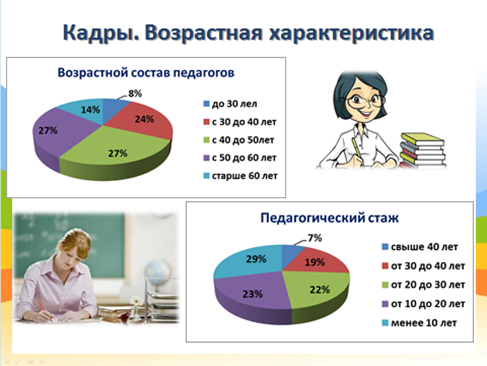 Кадры. Возрастная характеристика
Возрастной состав педагогов
8%
24%
27%
27%
14%
до 30 лел
с 30 до 40 лет
с 40 до 50лет
с 50 до 60 лет
старше 60 лет
Педагогический стаж
7%
19%
22%
23%
29%
свыше 40 лет
от 30 до 40 лет
от 20 до 30 лет
от 10 до 20 лет
менее 10 лет